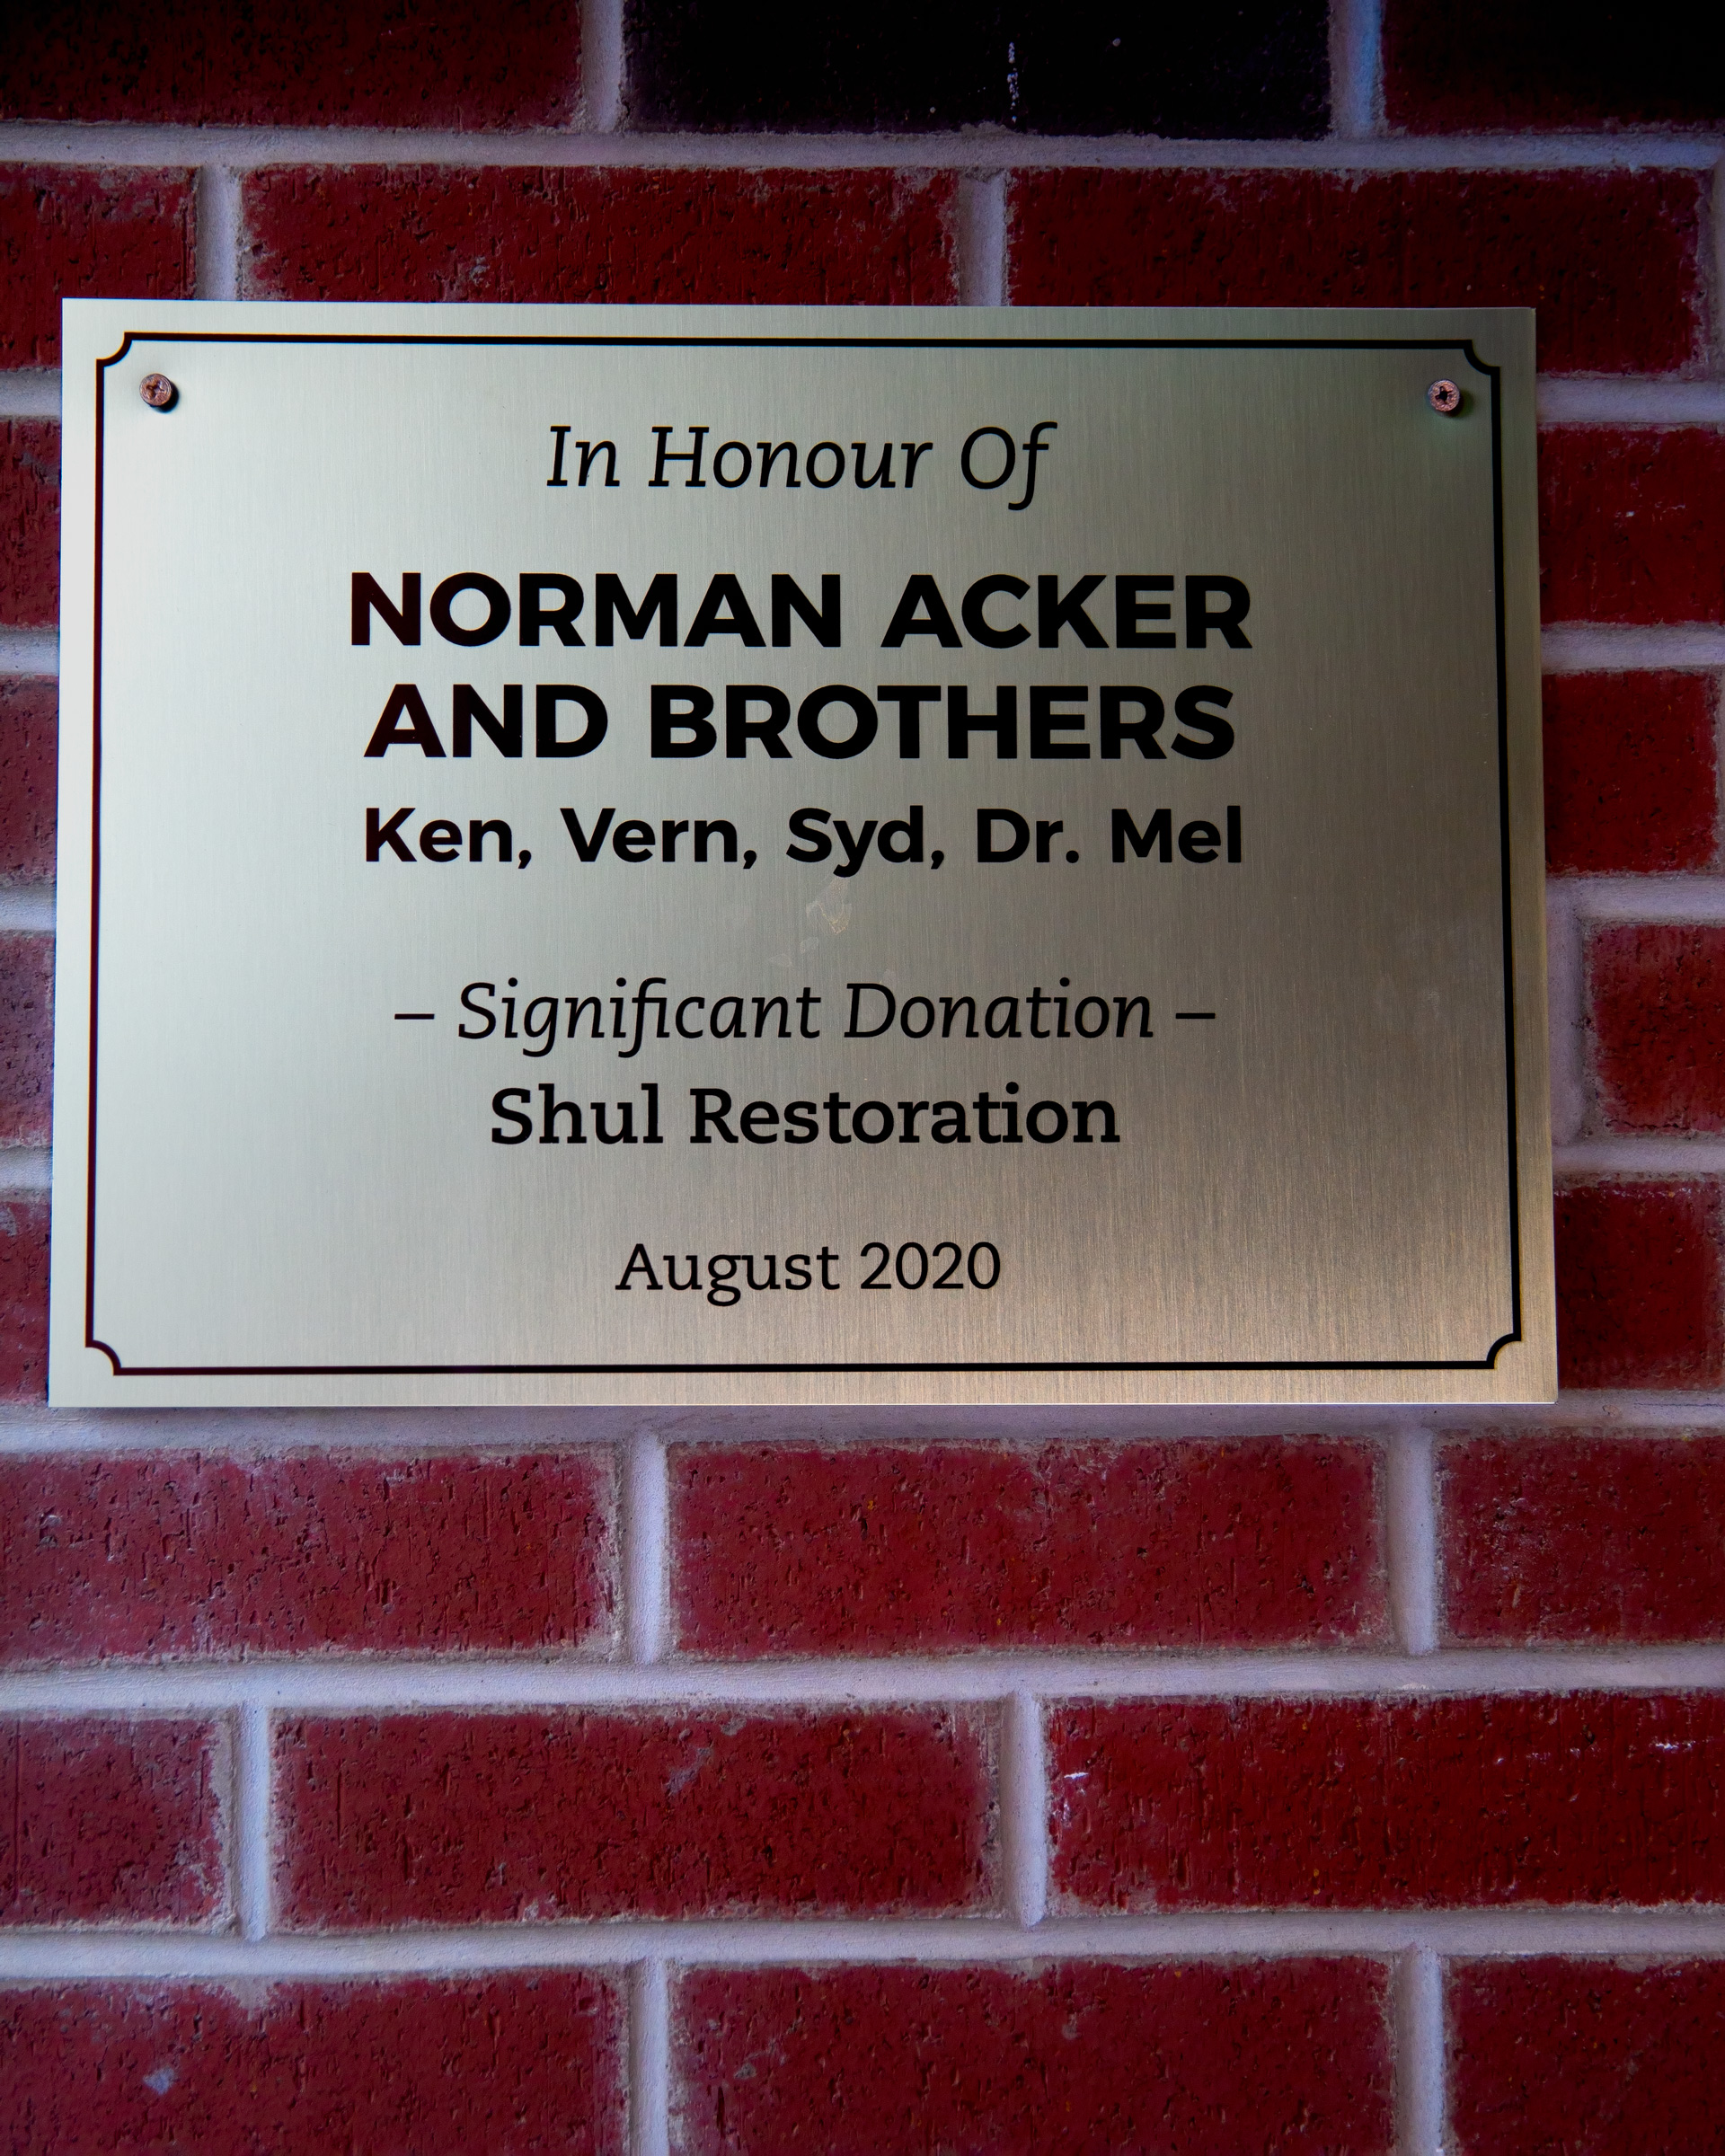 In Honour Of
NORMAN ACKER
AND BROTHERS
Ken, Vern, Syd, Dr. Mel
– Significant Donation –
Shul Restoration
August 2020